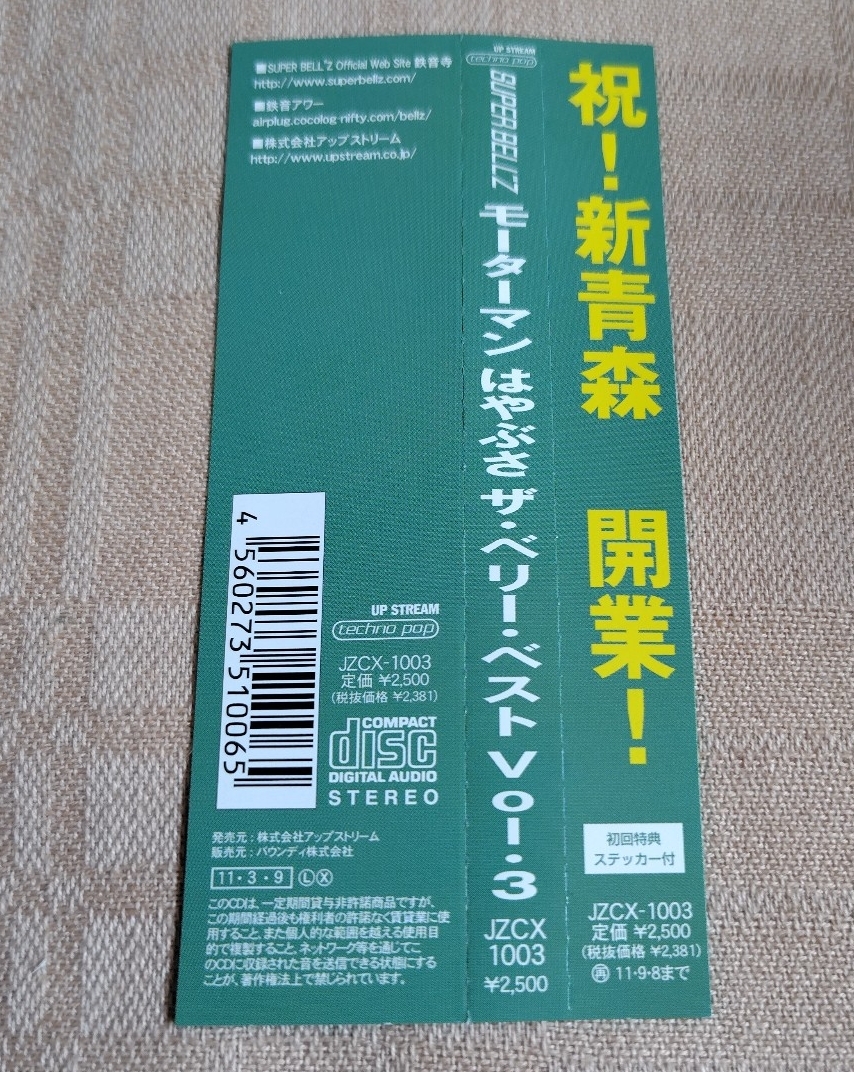 ■SUPER BELL"Z Official Web Site 鉄音寺
http://www.superbellz.com/
■鉄音アワー
airplug.cocolog-nifty.com/bellz/
■株式会社アップストリーム
http://www.upstream.co.jp/
4 560273 510065
UP STREAM
techno pop
JZCX-1003
定価 ¥2,500
(税抜価格 ¥2,381)
COMPACT
disc
DIGITAL AUDIO
STEREO
発売元：株式会社アップストリーム
販売元：バウンディ株式会社
11・3・9 Ⓛ Ⓧ
このCDは、一定期間貸与非許諾商品ですが、
この期間経過後も権利者の許諾なく賃貸業に使
用すること、また個人的な範囲を越える使用目
的で複製すること、ネットワーク等を通じてこ
のCDに収録された音を送信できる状態にする
ことが、著作権法上で禁じられています。
UP STREAM
techno pop
SUPER BELL"Z
モーターマン はやぶさ ザ・ベリー・ベスト Vol.3
JZCX
1003
¥2,500
祝！新青森 開業！
初回特典
ステッカー付
JZCX-1003
定価 ¥2,500
(税抜価格 ¥2,381)
㊢ 11・9・8まで